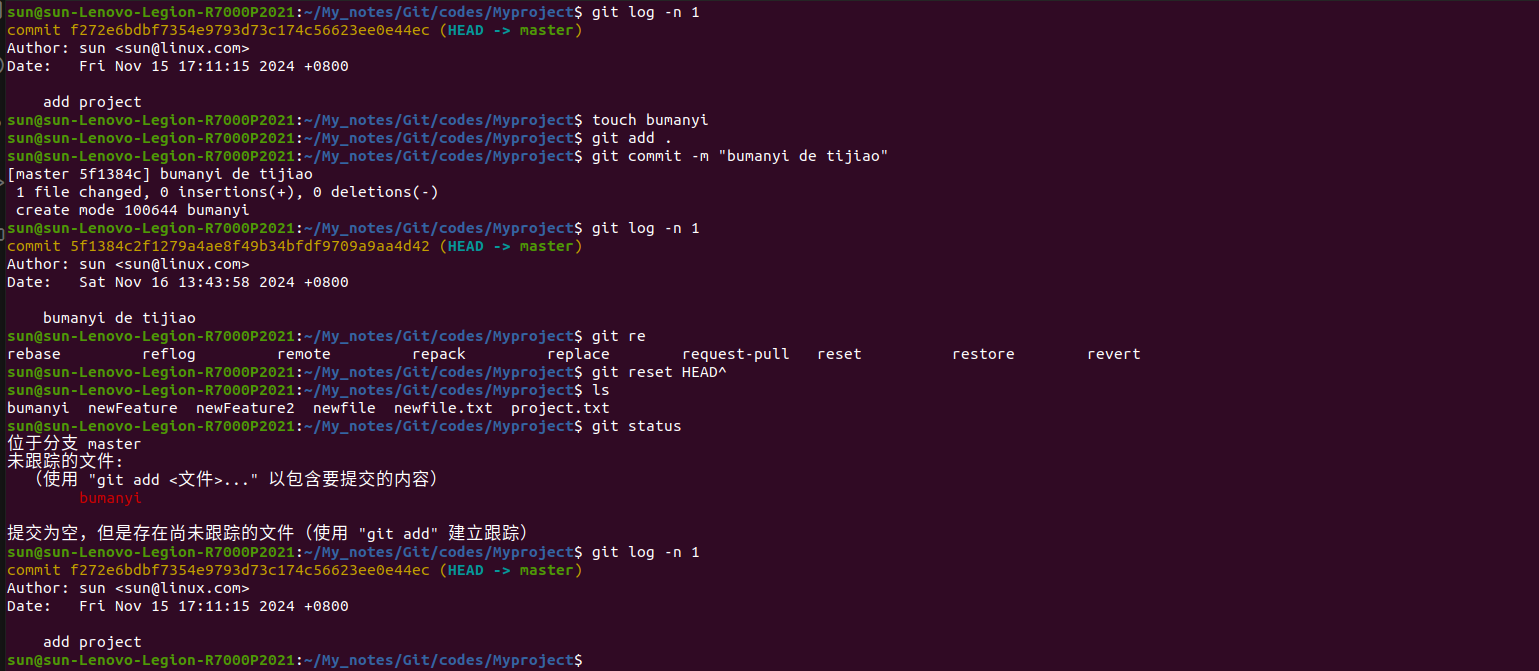 sun@sun-Lenovo-Legion-R7000P2021:~/My_notes/Git/codes/Myproject$ git log -n 1
commit f272e6bdbf7354e9793d73c174c56623ee0e44ec (HEAD -> master)
Author: sun <sun@linux.com>
Date:   Fri Nov 15 17:11:15 2024 +0800

    add project
sun@sun-Lenovo-Legion-R7000P2021:~/My_notes/Git/codes/Myproject$ touch bumanyi
sun@sun-Lenovo-Legion-R7000P2021:~/My_notes/Git/codes/Myproject$ git add .
sun@sun-Lenovo-Legion-R7000P2021:~/My_notes/Git/codes/Myproject$ git commit -m "bumanyi de tijiao"
[master 5f1384c] bumanyi de tijiao
 1 file changed, 0 insertions(+), 0 deletions(-)
 create mode 100644 bumanyi
sun@sun-Lenovo-Legion-R7000P2021:~/My_notes/Git/codes/Myproject$ git log -n 1
commit 5f1384c2f1279a4ae8f49b34bfdf9709a9aa4d42 (HEAD -> master)
Author: sun <sun@linux.com>
Date:   Sat Nov 16 13:43:58 2024 +0800

    bumanyi de tijiao
sun@sun-Lenovo-Legion-R7000P2021:~/My_notes/Git/codes/Myproject$ git re
rebase         reflog         remote         repack         replace        request-pull   reset          restore        revert
sun@sun-Lenovo-Legion-R7000P2021:~/My_notes/Git/codes/Myproject$ git reset HEAD^
sun@sun-Lenovo-Legion-R7000P2021:~/My_notes/Git/codes/Myproject$ ls
bumanyi  newFeature  newFeature2  newfile  newfile.txt  project.txt
sun@sun-Lenovo-Legion-R7000P2021:~/My_notes/Git/codes/Myproject$ git status
位于分支 master
未跟踪的文件:
  （使用 "git add <文件>..." 以包含要提交的内容）
        bumanyi

提交为空，但是存在尚未跟踪的文件（使用 "git add" 建立跟踪）
sun@sun-Lenovo-Legion-R7000P2021:~/My_notes/Git/codes/Myproject$ git log -n 1
commit f272e6bdbf7354e9793d73c174c56623ee0e44ec (HEAD -> master)
Author: sun <sun@linux.com>
Date:   Fri Nov 15 17:11:15 2024 +0800

    add project
sun@sun-Lenovo-Legion-R7000P2021:~/My_notes/Git/codes/Myproject$